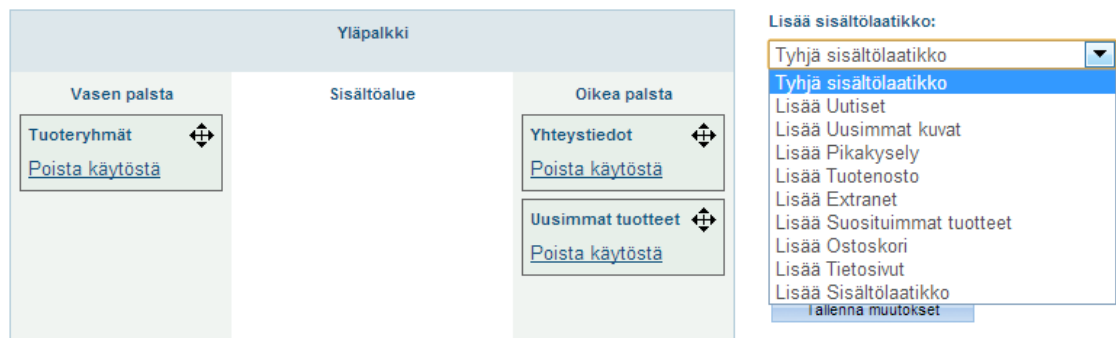 Yläpalkki
Vasen palsta
Sisältöalue
Oikea palsta
Tuoteryhmät
Poista käytöstä
Yhteystiedot
Poista käytöstä
Uusimmat tuotteet
Poista käytöstä
Lisää sisältölaatikko:
Tyhjä sisältölaatikko
Tyhjä sisältölaatikko
Lisää Uutiset
Lisää Uusimmat kuvat
Lisää Pikakysely
Lisää Tuotenosto
Lisää Extranet
Lisää Suosituimmat tuotteet
Lisää Ostoskori
Lisää Tietosivut
Lisää Sisältölaatikko
Tallenna muutokset